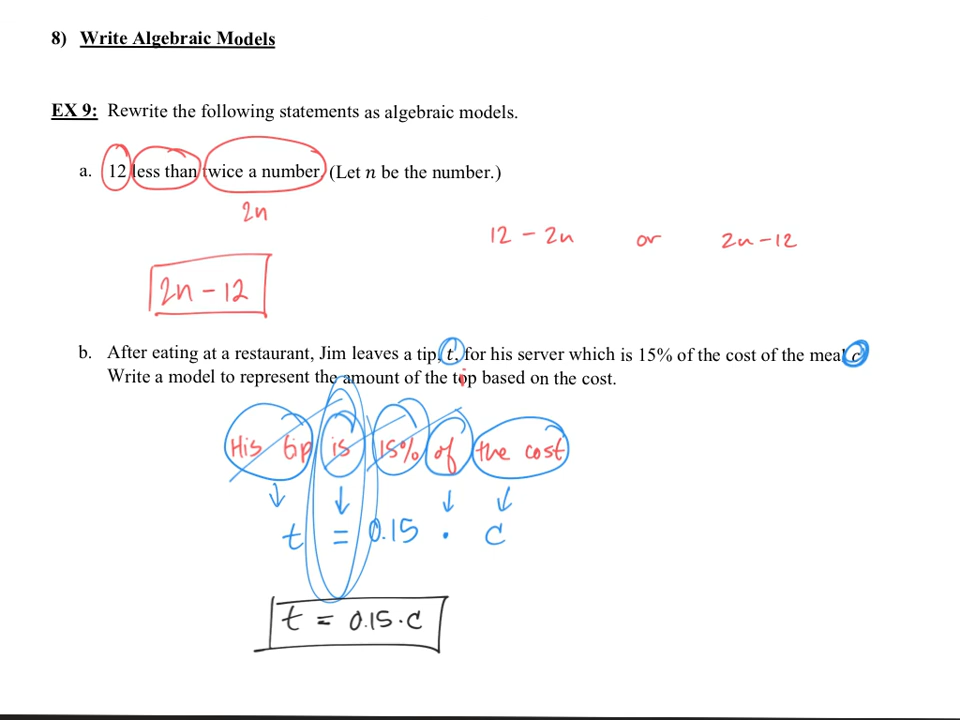 8) Write Algebraic Models
EX 9: Rewrite the following statements as algebraic models.
a. 12 less than twice a number (Let n be the number.)
2n
12 - 2n or 2n - 12
2n - 12
b. After eating at a restaurant, Jim leaves a tip, t, for his server which is 15% of the cost of the meal c
Write a model to represent the amount of the tip based on the cost.
His tip is 15% of the cost
↓ ↓ ↓ ↓
t = 0.15 · c
t = 0.15 · c